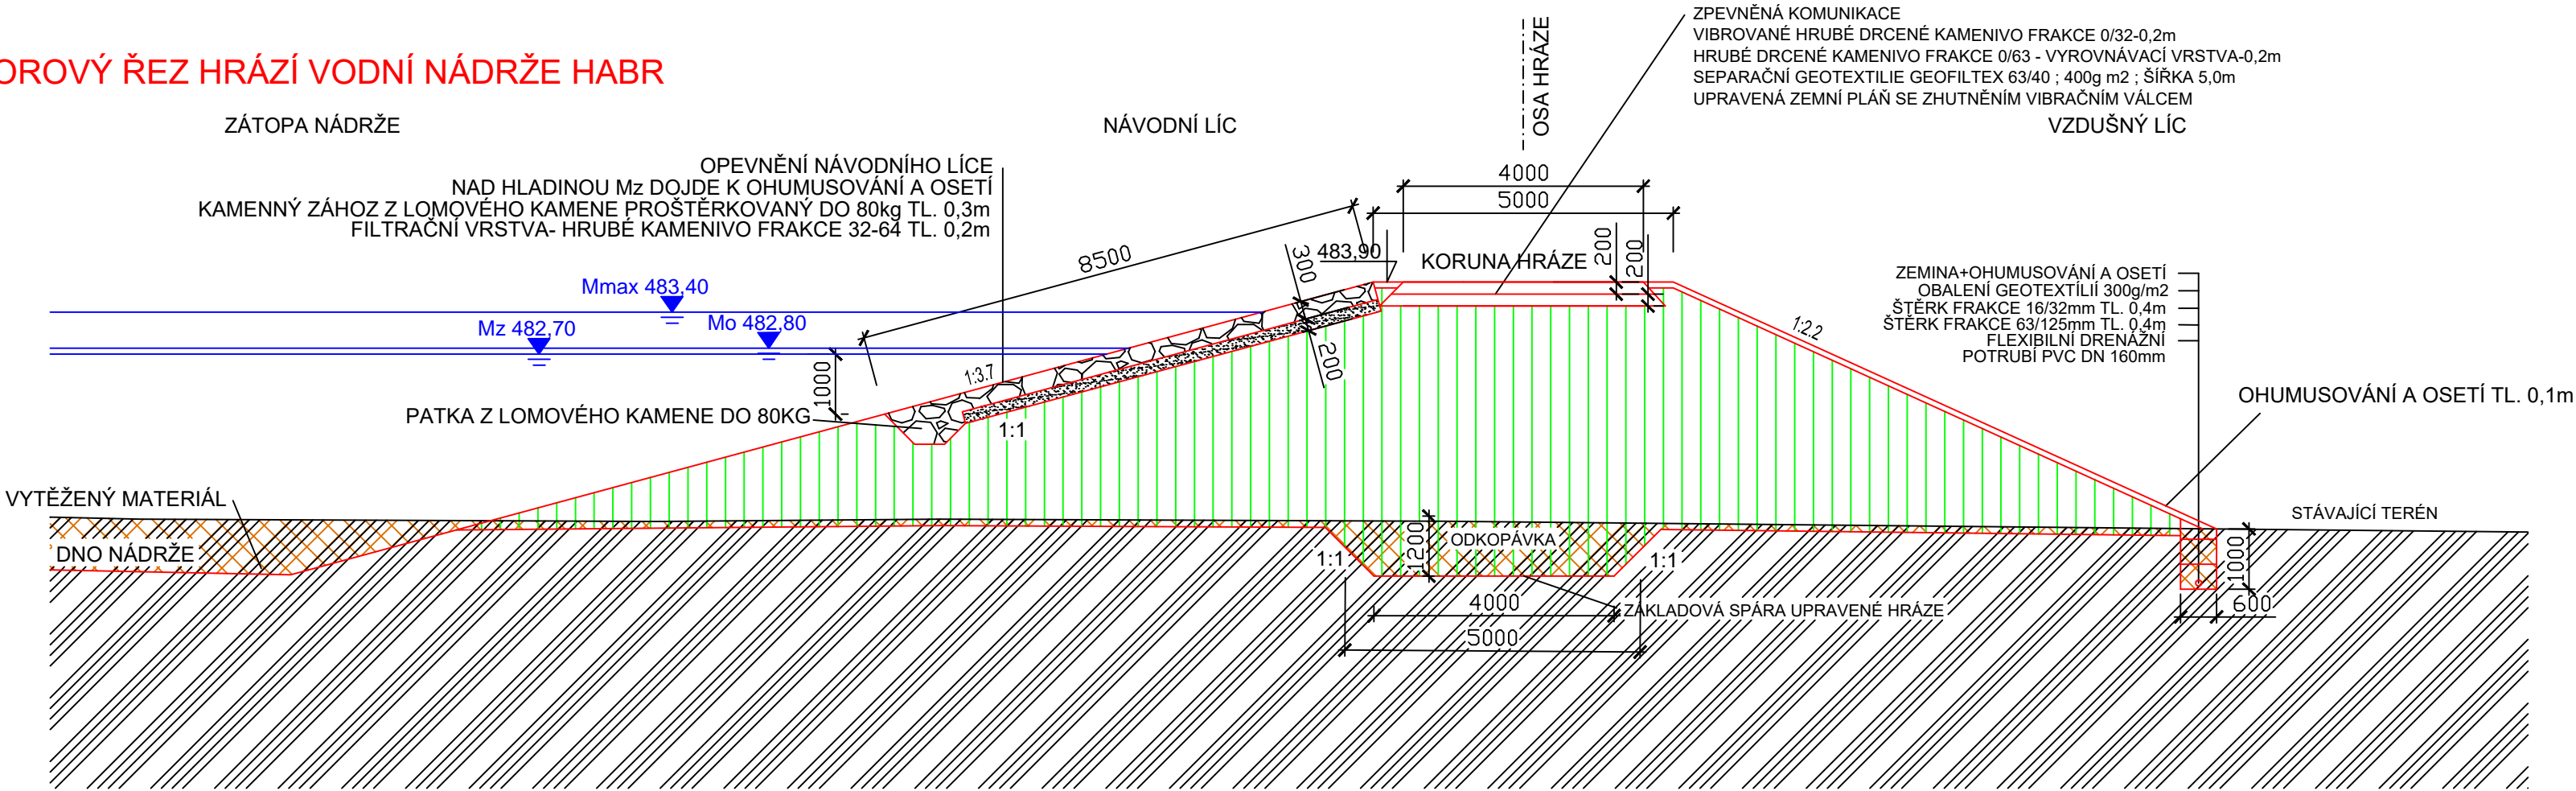 OROVÝ ŘEZ HRÁZÍ VODNÍ NÁDRŽE HABR
ZÁTOPA NÁDRŽE
NÁVODNÍ LÍC
OSA HRÁZE
ZPEVNĚNÁ KOMUNIKACE
VIBROVANÉ HRUBÉ DRCENÉ KAMENIVO FRAKCE 0/32-0,2m
HRUBÉ DRCENÉ KAMENIVO FRAKCE 0/63 - VYROVNÁVACÍ VRSTVA-0,2m
SEPARAČNÍ GEOTEXTILIE GEOFILTEX 63/40 ; 400g m2 ; ŠÍŘKA 5,0m
UPRAVENÁ ZEMNÍ PLÁŇ SE ZHUTNĚNÍM VIBRAČNÍM VÁLCEM
VZDUŠNÝ LÍC
OPEVNĚNÍ NÁVODNÍHO LÍCE
NAD HLADINOU Mz DOJDE K OHUMUSOVÁNÍ A OSETÍ
KAMENNÝ ZÁHOZ Z LOMOVÉHO KAMENE PROŠTĚRKOVANÝ DO 80kg TL. 0,3m
FILTRAČNÍ VRSTVA- HRUBÉ KAMENIVO FRAKCE 32-64 TL. 0,2m
4000
5000
8500
300
483,90
KORUNA HRÁZE
200
200
Mmax 483,40
Mz 482,70
Mo 482,80
1000
1:3.7
200
1:2.2
ZEMINA+OHUMUSOVÁNÍ A OSETÍ
OBALENÍ GEOTEXTÍLIÍ 300g/m2
ŠTĚRK FRAKCE 16/32mm TL. 0,4m
ŠTĚRK FRAKCE 63/125mm TL. 0,4m
FLEXIBILNÍ DRENÁŽNÍ
POTRUBÍ PVC DN 160mm
OHUMUSOVÁNÍ A OSETÍ TL. 0,1m
PATKA Z LOMOVÉHO KAMENE DO 80KG
1:1
VYTĚŽENÝ MATERIÁL
DNO NÁDRŽE
STÁVAJÍCÍ TERÉN
1:1
1200
ODKOPÁVKA
1:1
1000
4000
ZÁKLADOVÁ SPÁRA UPRAVENÉ HRÁZE
600
5000